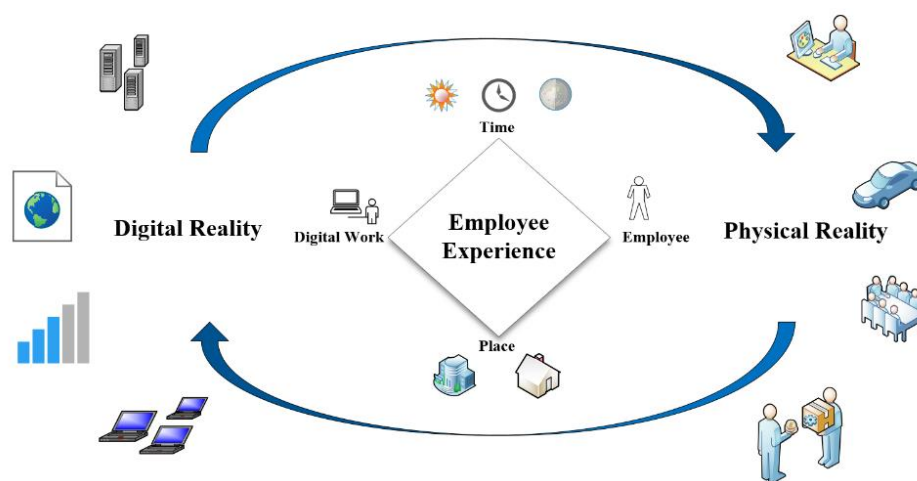 Time
Digital Reality
Digital Work
Employee
Experience
Employee
Physical Reality
Place